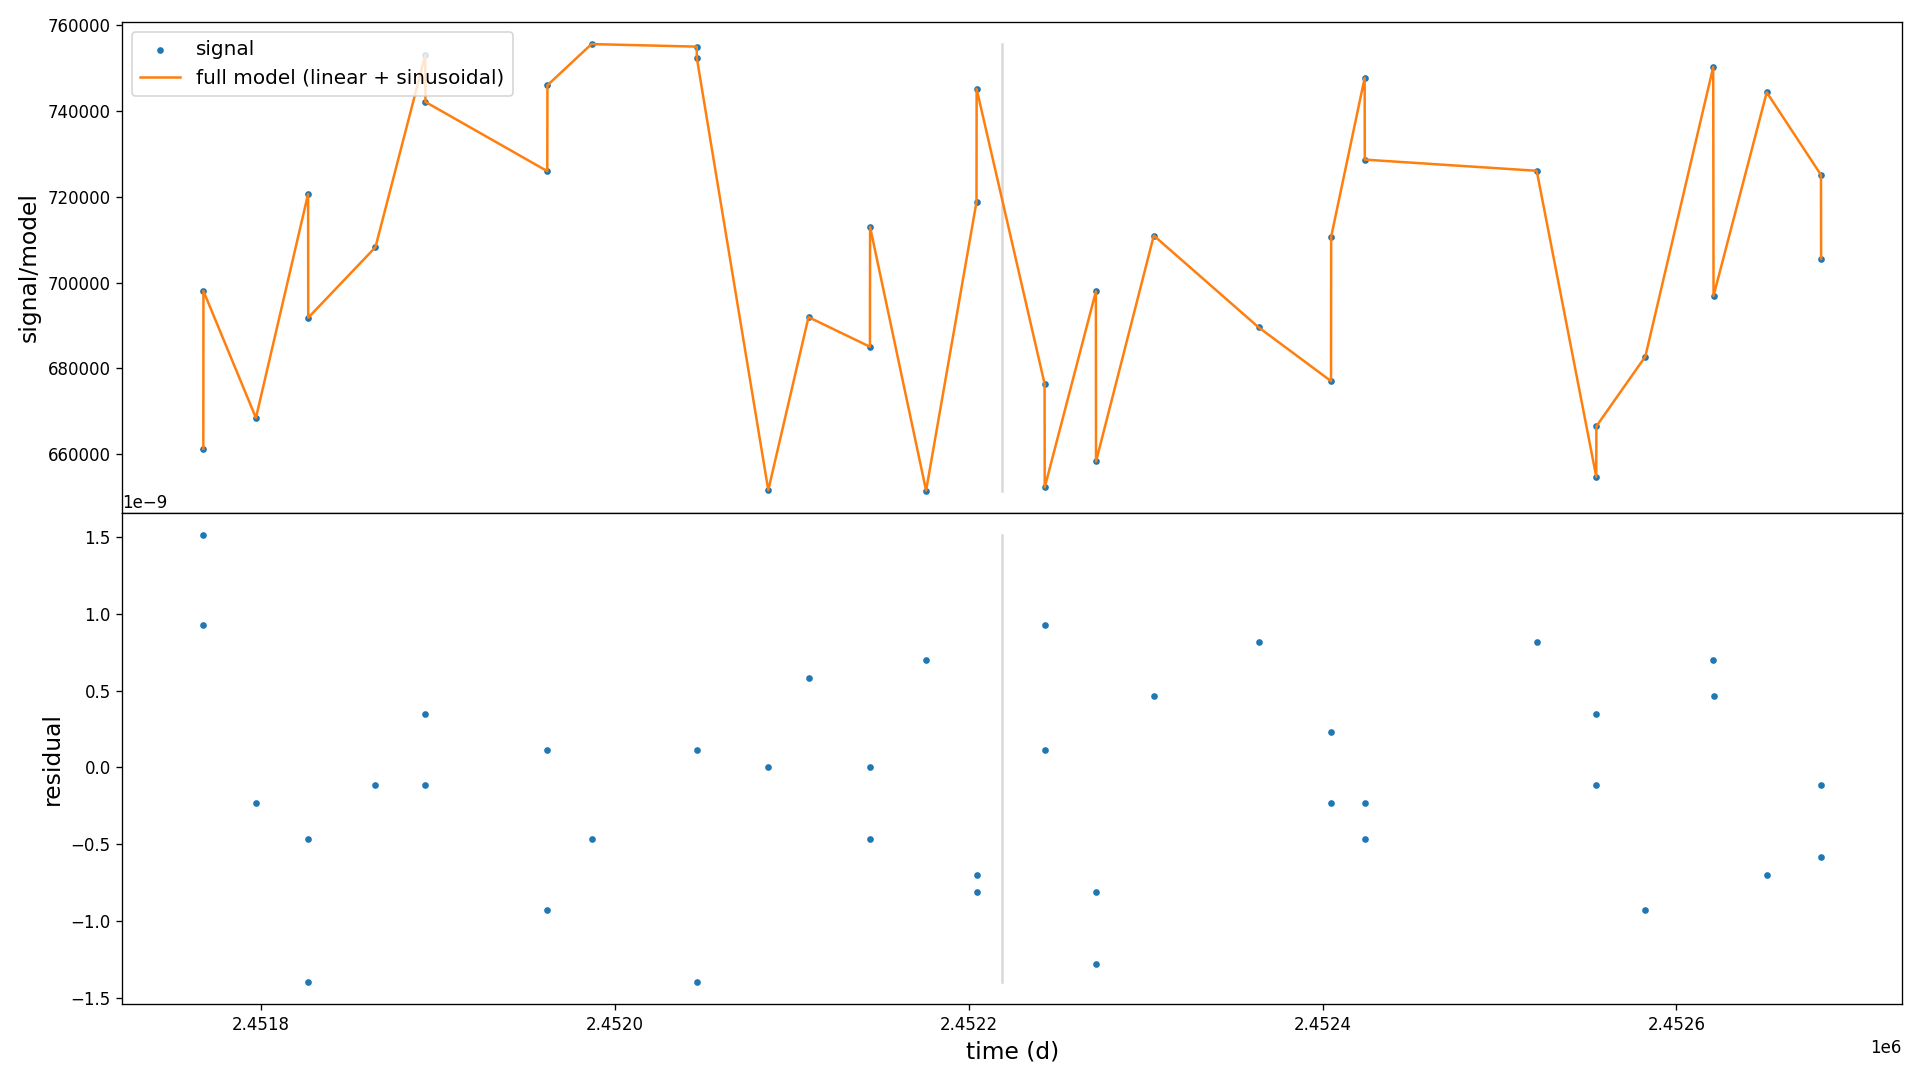 760000
signal
full model (linear + sinusoidal)
740000
720000
700000
680000
660000
signal/model
1e−9
1.5
1.0
0.5
0.0
−0.5
−1.0
−1.5
residual
2.4518
2.4520
2.4522
2.4524
2.4526
time (d)
1e6